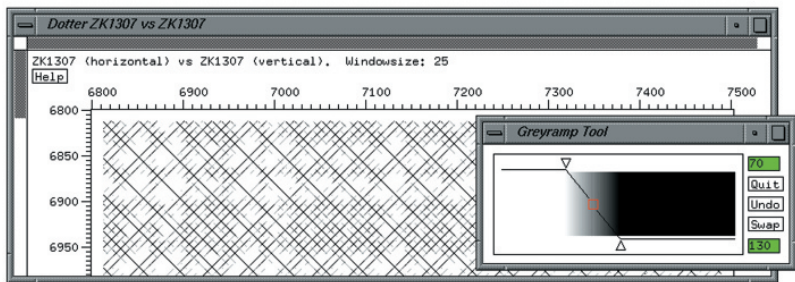 Dotter ZK1307 vs ZK1307
ZK1307 (horizontal) vs ZK1307 (vertical). Windowsize: 25
Help
6800 6900 7000 7100 7200 7300 7400 7500
6800
6850
6900
6950
Greyramp Tool
70
Quit
Undo
Swap
130